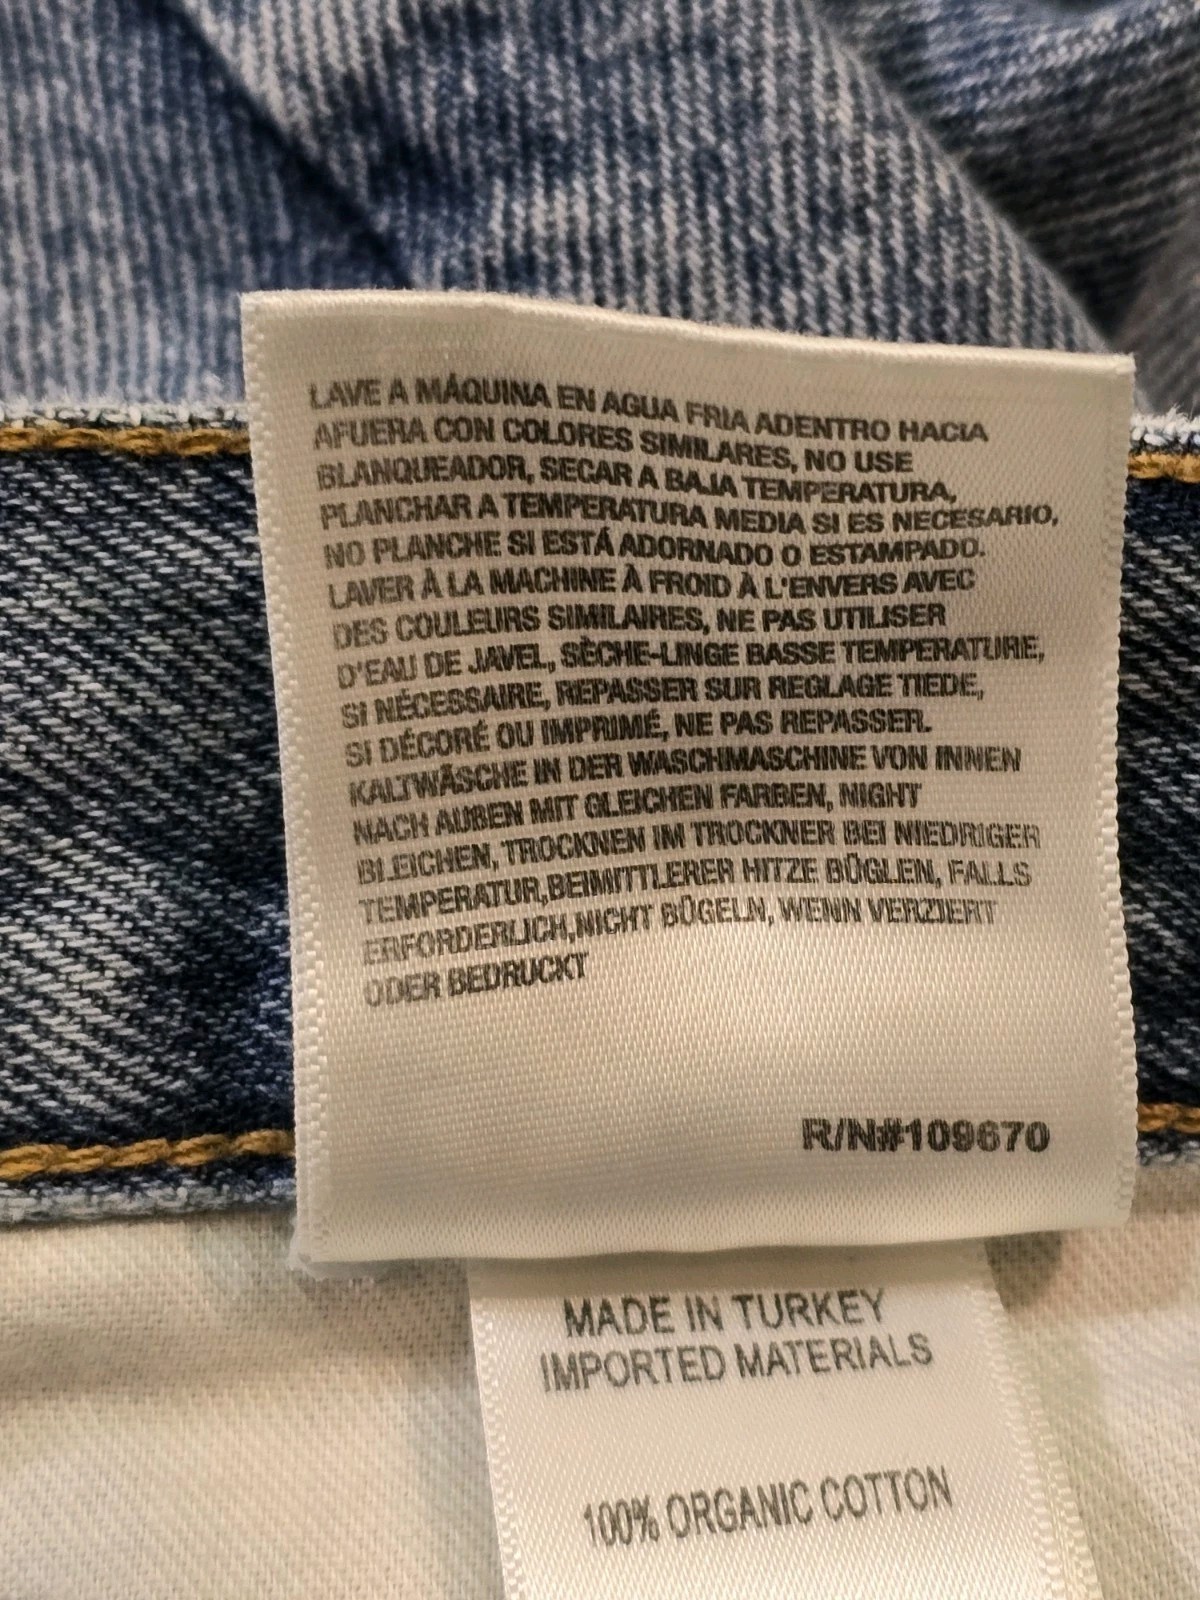 LAVE A MÁQUINA EN AGUA FRIA ADENTRO HACIA
AFUERA CON COLORES SIMILARES, NO USE
BLANQUEADOR, SECAR A BAJA TEMPERATURA,
PLANCHAR A TEMPERATURA MEDIA SI ES NECESARIO,
NO PLANCHE SI ESTÁ ADORNADO O ESTAMPADO.
LAVER À LA MACHINE À FROID À L'ENVERS AVEC
DES COULEURS SIMILAIRES, NE PAS UTILISER
D'EAU DE JAVEL, SÈCHE-LINGE BASSE TEMPERATURE,
SI NÉCESSAIRE, REPASSER SUR REGLAGE TIEDE,
SI DÉCORÉ OU IMPRIMÉ, NE PAS REPASSER.
KALTWÄSCHE IN DER WASCHMASCHINE VON INNEN
NACH AUBEN MIT GLEICHEN FARBEN, NIGHT
BLEICHEN, TROCKNEN IM TROCKNER BEI NIEDRIGER
TEMPERATUR,BEIMITTLERER HITZE BÜGLEN, FALLS
ERFORDERLICH,NICHT BÜGELN, WENN VERZIERT
ODER BEDRUCKT
R/N#109670
MADE IN TURKEY
IMPORTED MATERIALS
100% ORGANIC COTTON